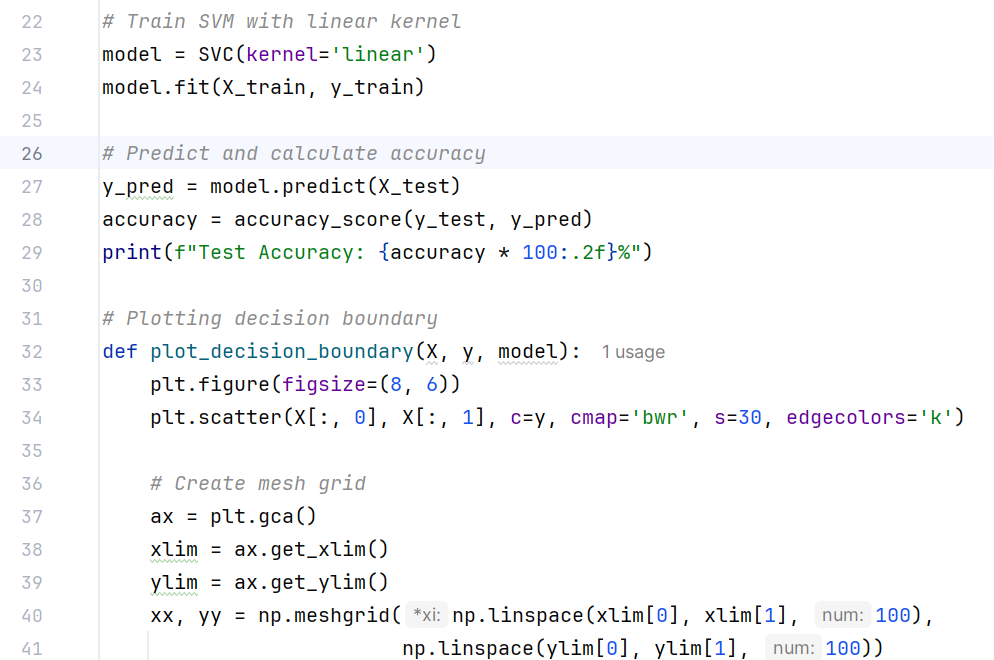 22 # Train SVM with linear kernel
23 model = SVC(kernel='linear')
24 model.fit(X_train, y_train)
25
26 # Predict and calculate accuracy
27 y_pred = model.predict(X_test)
28 accuracy = accuracy_score(y_test, y_pred)
29 print(f"Test Accuracy: {accuracy * 100:.2f}%")
30
31 # Plotting decision boundary
32 def plot_decision_boundary(X, y, model): 1 usage
33     plt.figure(figsize=(8, 6))
34     plt.scatter(X[:, 0], X[:, 1], c=y, cmap='bwr', s=30, edgecolors='k')
35
36     # Create mesh grid
37     ax = plt.gca()
38     xlim = ax.get_xlim()
39     ylim = ax.get_ylim()
40     xx, yy = np.meshgrid( *xi: np.linspace(xlim[0], xlim[1], num: 100),
41                          np.linspace(ylim[0], ylim[1], num: 100))